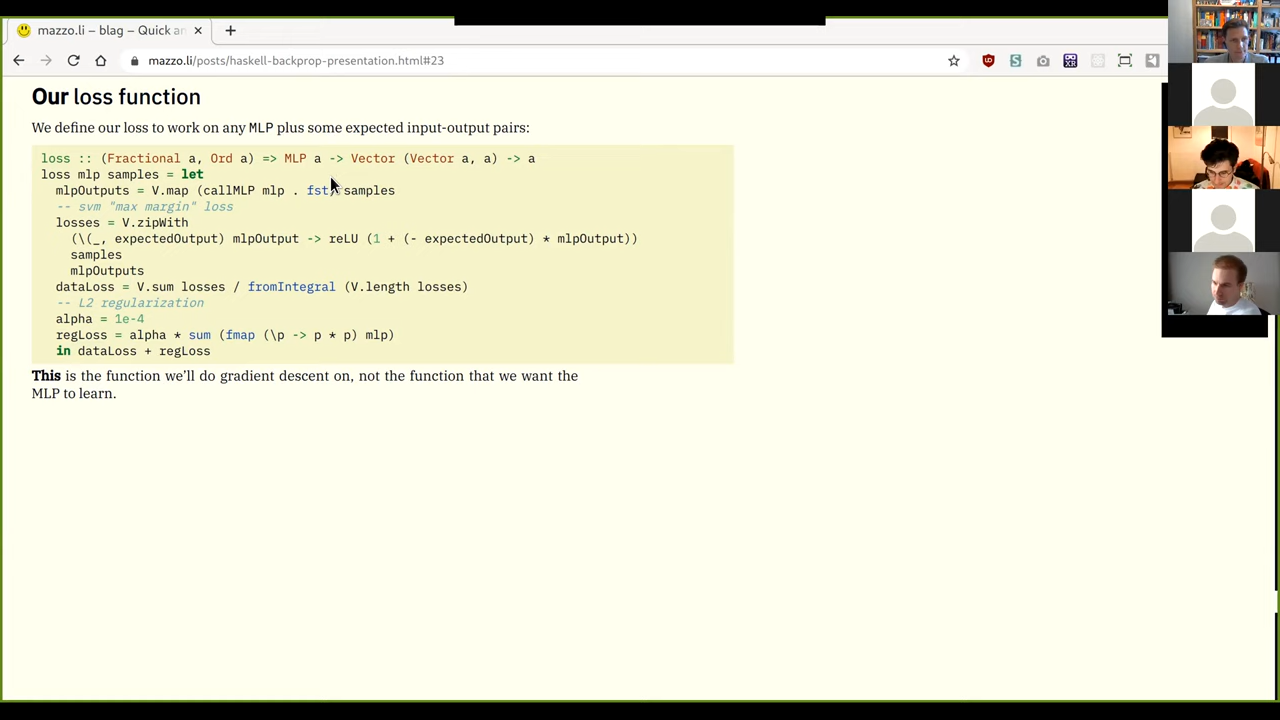 mazzo.li – blag – Quick an
mazzo.li/posts/haskell-backprop-presentation.html#23
Our loss function
We define our loss to work on any MLP plus some expected input-output pairs:
loss :: (Fractional a, Ord a) => MLP a -> Vector (Vector a, a) -> a
loss mlp samples = let
mlpOutputs = V.map (callMLP mlp . fst) samples
-- svm "max margin" loss
losses = V.zipWith
(\(_, expectedOutput) mlpOutput -> reLU (1 + (- expectedOutput) * mlpOutput))
samples
mlpOutputs
dataLoss = V.sum losses / fromIntegral (V.length losses)
-- L2 regularization
alpha = 1e-4
regLoss = alpha * sum (fmap (\p -> p * p) mlp)
in dataLoss + regLoss
This is the function we'll do gradient descent on, not the function that we want the
MLP to learn.